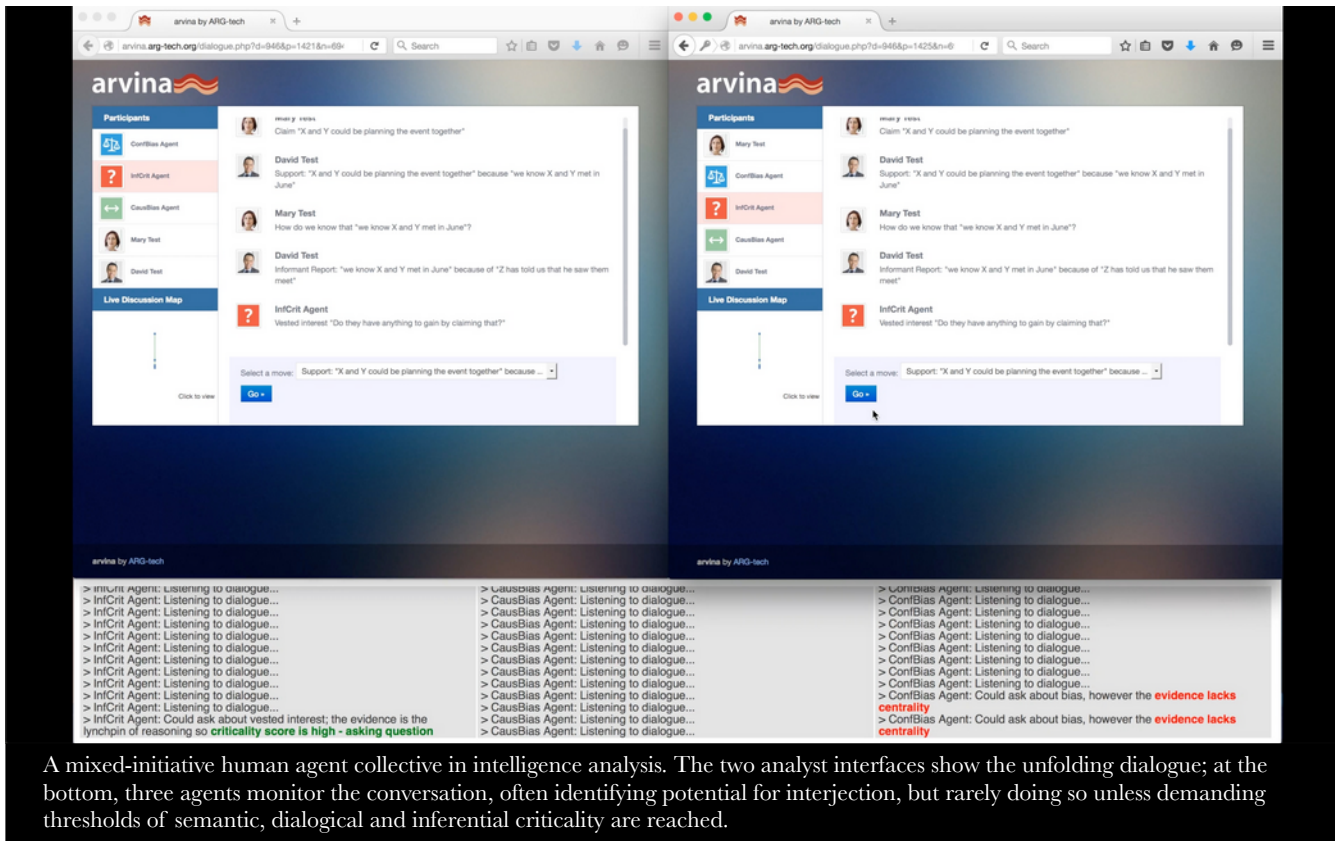 arvina by ARG-tech
arvina.arg-tech.org/dialogue.php?d=946&p=1421&n=694
Search
arvina
Participants
ConfBias Agent
InfCrit Agent
CausBias Agent
Mary Test
David Test
Live Discussion Map
Click to view
Mary Test
Claim "X and Y could be planning the event together"
David Test
Support: "X and Y could be planning the event together" because "we know X and Y met in
June"
Mary Test
How do we know that "we know X and Y met in June"?
David Test
Informant Report: "we know X and Y met in June" because of "Z has told us that he saw them
meet"
InfCrit Agent
Vested interest "Do they have anything to gain by claiming that?"
Select a move: Support: "X and Y could be planning the event together" because ...
Go »
arvina by ARG-tech
arvina by ARG-tech
arvina.arg-tech.org/dialogue.php?d=946&p=1425&n=6
Search
arvina
Participants
Mary Test
ConfBias Agent
InfCrit Agent
CausBias Agent
David Test
Live Discussion Map
Click to view
Mary Test
Claim "X and Y could be planning the event together"
David Test
Support: "X and Y could be planning the event together" because "we know X and Y met in
June"
Mary Test
How do we know that "we know X and Y met in June"?
David Test
Informant Report: "we know X and Y met in June" because of "Z has told us that he saw them
meet"
InfCrit Agent
Vested interest "Do they have anything to gain by claiming that?"
Select a move: Support: "X and Y could be planning the event together" because ...
Go »
arvina by ARG-tech
> InfCrit Agent: Listening to dialogue...
> InfCrit Agent: Listening to dialogue...
> InfCrit Agent: Listening to dialogue...
> InfCrit Agent: Listening to dialogue...
> InfCrit Agent: Listening to dialogue...
> InfCrit Agent: Listening to dialogue...
> InfCrit Agent: Listening to dialogue...
> InfCrit Agent: Listening to dialogue...
> InfCrit Agent: Listening to dialogue...
> InfCrit Agent: Listening to dialogue...
> InfCrit Agent: Listening to dialogue...
> InfCrit Agent: Could ask about vested interest; the evidence is the
lynchpin of reasoning so criticality score is high - asking question
> CausBias Agent: Listening to dialogue...
> CausBias Agent: Listening to dialogue...
> CausBias Agent: Listening to dialogue...
> CausBias Agent: Listening to dialogue...
> CausBias Agent: Listening to dialogue...
> CausBias Agent: Listening to dialogue...
> CausBias Agent: Listening to dialogue...
> CausBias Agent: Listening to dialogue...
> CausBias Agent: Listening to dialogue...
> CausBias Agent: Listening to dialogue...
> CausBias Agent: Listening to dialogue...
> CausBias Agent: Listening to dialogue...
> CausBias Agent: Listening to dialogue...
> ConfBias Agent: Listening to dialogue...
> ConfBias Agent: Listening to dialogue...
> ConfBias Agent: Listening to dialogue...
> ConfBias Agent: Listening to dialogue...
> ConfBias Agent: Listening to dialogue...
> ConfBias Agent: Listening to dialogue...
> ConfBias Agent: Listening to dialogue...
> ConfBias Agent: Listening to dialogue...
> ConfBias Agent: Listening to dialogue...
> ConfBias Agent: Could ask about bias, however the evidence lacks
centrality
> ConfBias Agent: Could ask about bias, however the evidence lacks
centrality
A mixed-initiative human agent collective in intelligence analysis. The two analyst interfaces show the unfolding dialogue; at the
bottom, three agents monitor the conversation, often identifying potential for interjection, but rarely doing so unless demanding
thresholds of semantic, dialogical and inferential criticality are reached.